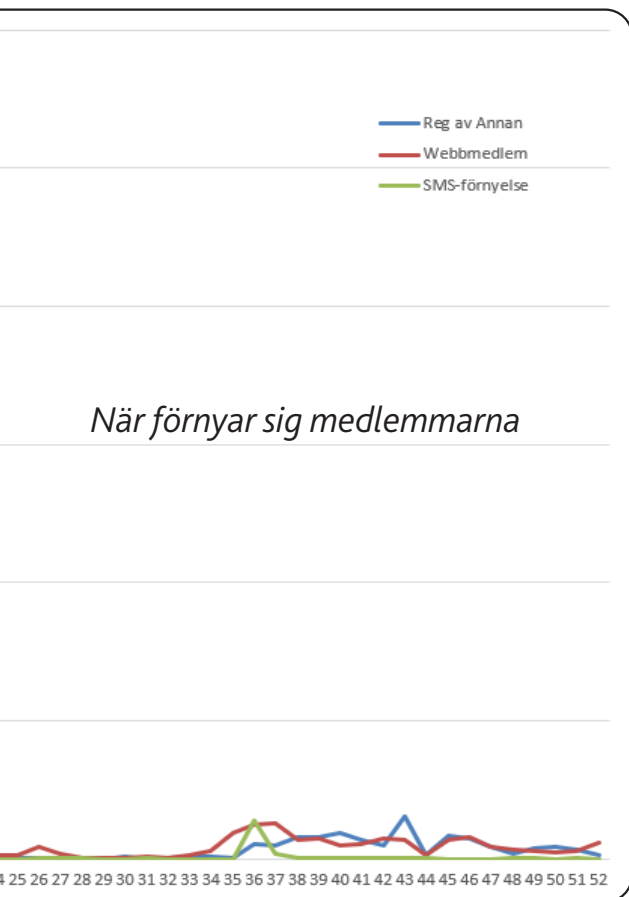 Reg av Annan
Webbmedlem
SMS-förnyelse
När förnyar sig medlemmarna
4 25 26 27 28 29 30 31 32 33 34 35 36 37 38 39 40 41 42 43 44 45 46 47 48 49 50 51 52